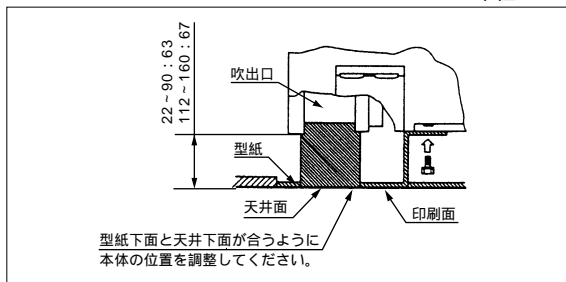 22~90:63
112~160:67
吹出口
型紙
天井面
印刷面
型紙下面と天井下面が合うように
本体の位置を調整してください。